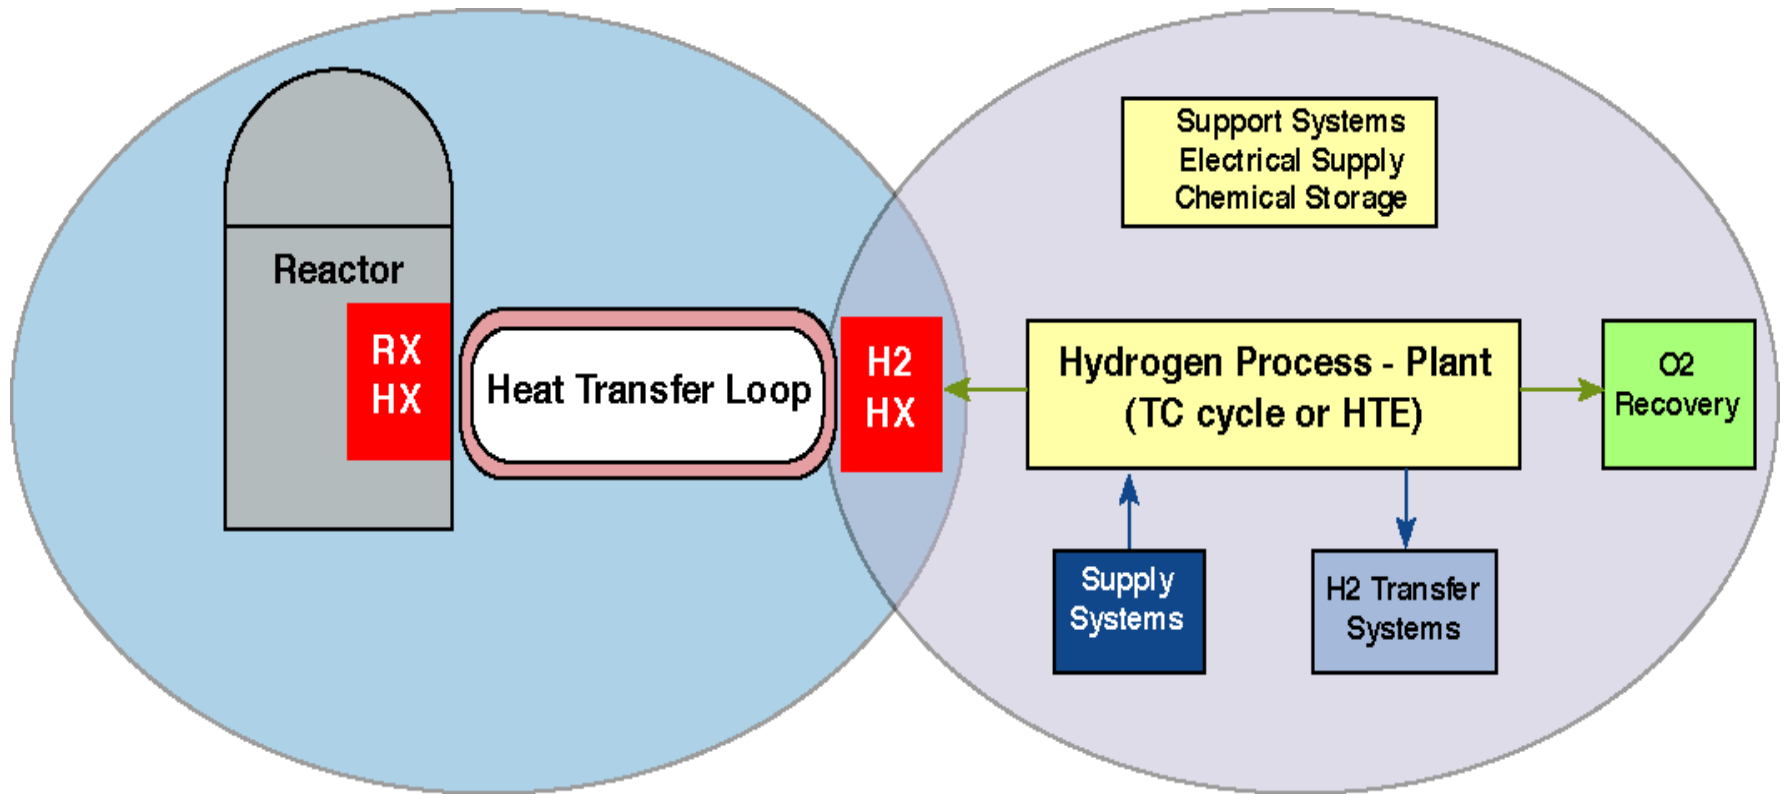 Support Systems
Electrical Supply
Chemical Storage
Reactor
RX
HX
Heat Transfer Loop
H2
HX
Hydrogen Process - Plant
(TC cycle or HTE)
O2
Recovery
Supply
Systems
H2 Transfer
Systems